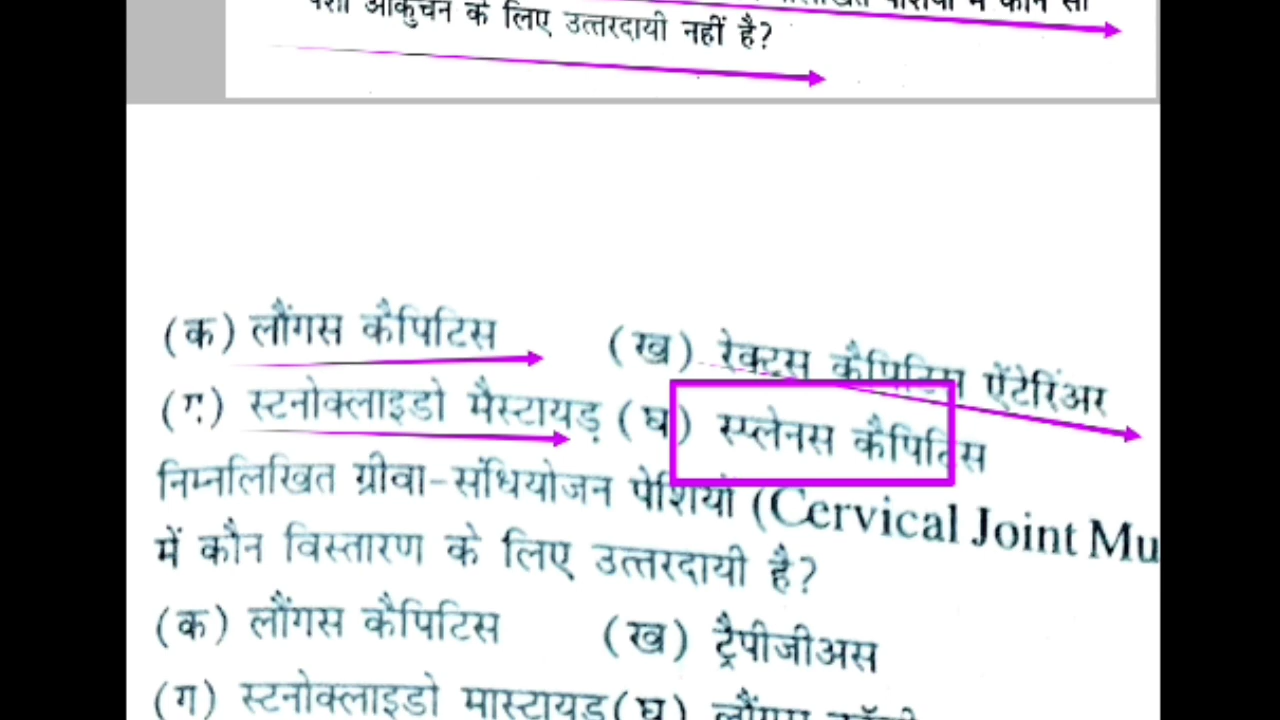 पेशी आकुंचन के लिए उत्तरदायी नहीं है?
(क) लौंगस कैपिटिस (ख) रेक्टस कैपिटिस ऐंटेरिंअर
(ग) स्टनोक्लाइडो मैस्टायड़ (घ) स्प्लेनस कैपिटिस
निम्नलिखित ग्रीवा-संधियोजन पेशियों (Cervical Joint Mu
में कौन विस्तारण के लिए उत्तरदायी है?
(क) लौंगस कैपिटिस (ख) ट्रैपीजीअस
(ग) स्टनोक्लाइडो मास्टायड (घ) लौंगस